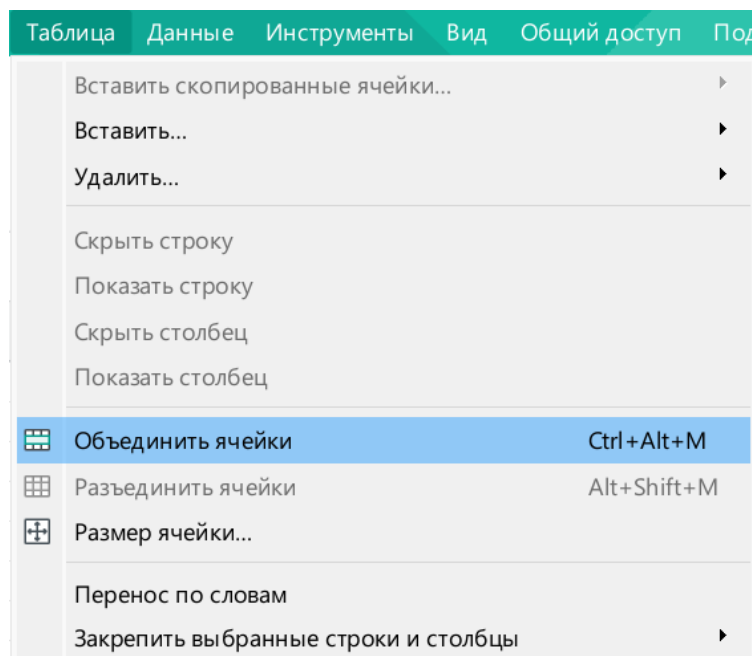 Таблица Данные Инструменты Вид Общий доступ
Вставить скопированные ячейки...
Вставить...
Удалить...
Скрыть строку
Показать строку
Скрыть столбец
Показать столбец
Объединить ячейки Ctrl+Alt+M
Разъединить ячейки Alt+Shift+M
Размер ячейки...
Перенос по словам
Закрепить выбранные строки и столбцы